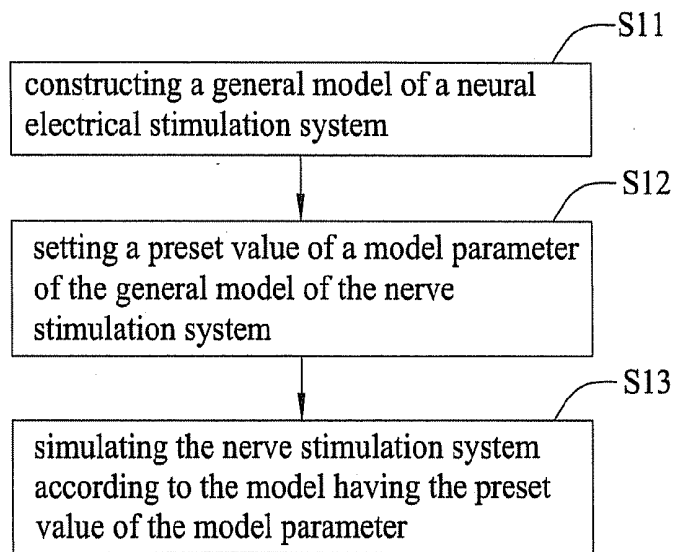 S11
constructing a general model of a neural
electrical stimulation system
S12
setting a preset value of a model parameter
of the general model of the nerve
stimulation system
S13
simulating the nerve stimulation system
according to the model having the preset
value of the model parameter